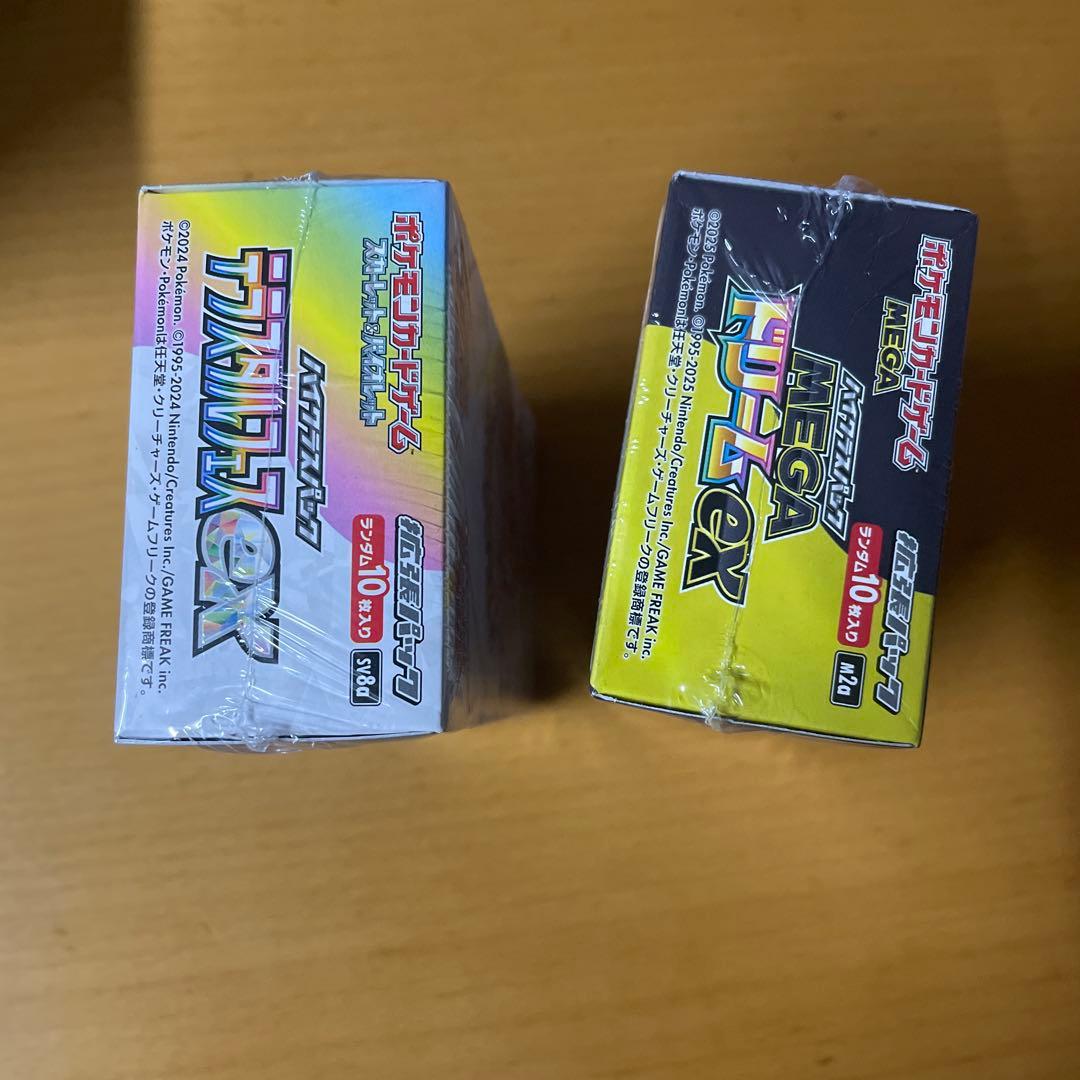 ポケモンカードゲーム
スカーレット&バイオレット
拡張パック
ハイクラスパック
ランダム10枚入り
SV8a
テラスタルフェスex
©2024 Pokémon. ©1995-2024 Nintendo/Creatures Inc./GAME FREAK inc.
ポケモン・Pokémonは任天堂・クリーチャーズ・ゲームフリークの登録商標です。
ポケモンカードゲーム
MEGA
拡張パック
ハイクラスパック
ランダム10枚入り
M2a
MEGA
ドリームex
©2025 Pokémon. ©1995-2025 Nintendo/Creatures Inc./GAME FREAK inc.
ポケモン・Pokémonは任天堂・クリーチャーズ・ゲームフリークの登録商標です。